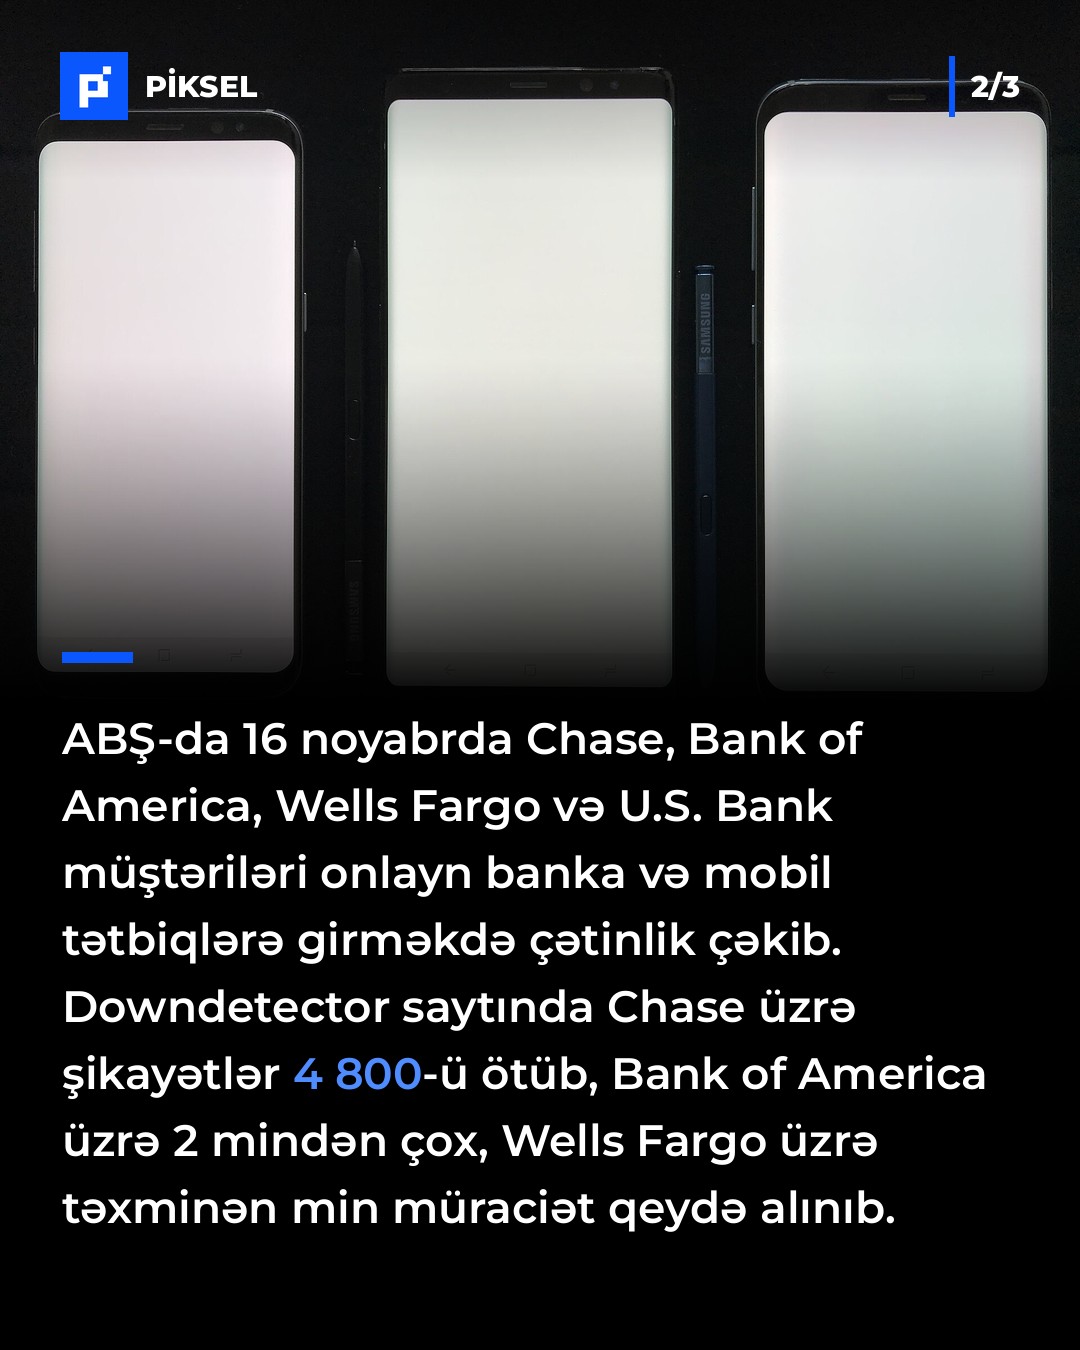 PİKSEL
2/3
SAMSUNG
ABŞ-da 16 noyabrda Chase, Bank of
America, Wells Fargo və U.S. Bank
müştəriləri onlayn banka və mobil
tətbiqlərə girməkdə çətinlik çəkib.
Downdetector saytında Chase üzrə
şikayətlər 4 800-ü ötüb, Bank of America
üzrə 2 mindən çox, Wells Fargo üzrə
təxminən min müraciət qeydə alınıb.